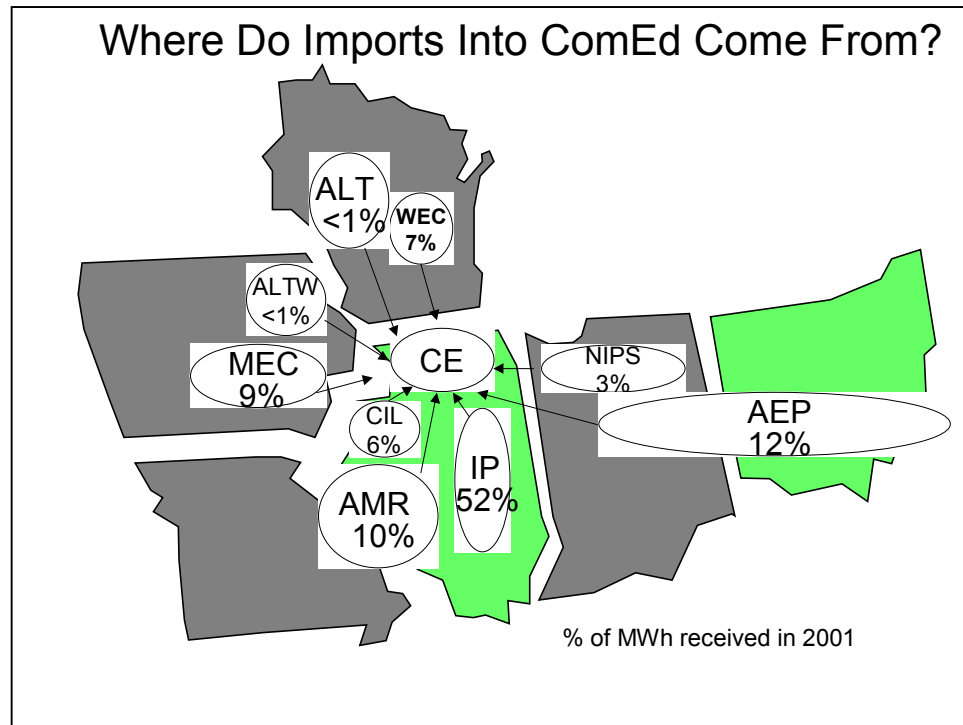 Where Do Imports Into ComEd Come From?
ALT
<1%
WEC
7%
ALTW
<1%
MEC
9%
CE
NIPS
3%
CIL
6%
AEP
12%
AMR
10%
IP
52%
% of MWh received in 2001